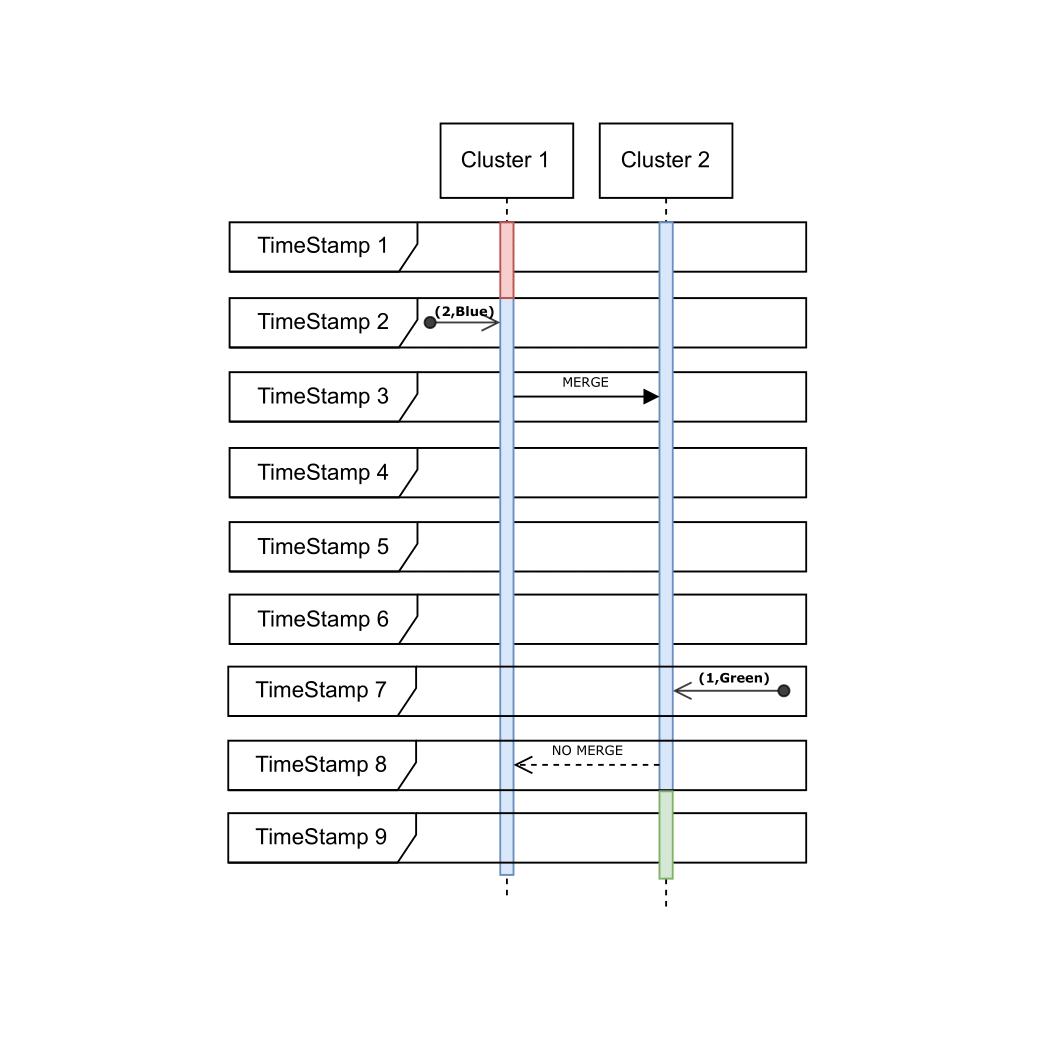 Cluster 1
Cluster 2
TimeStamp 1
TimeStamp 2
(2,Blue)
TimeStamp 3
MERGE
TimeStamp 4
TimeStamp 5
TimeStamp 6
TimeStamp 7
(1,Green)
TimeStamp 8
NO MERGE
TimeStamp 9